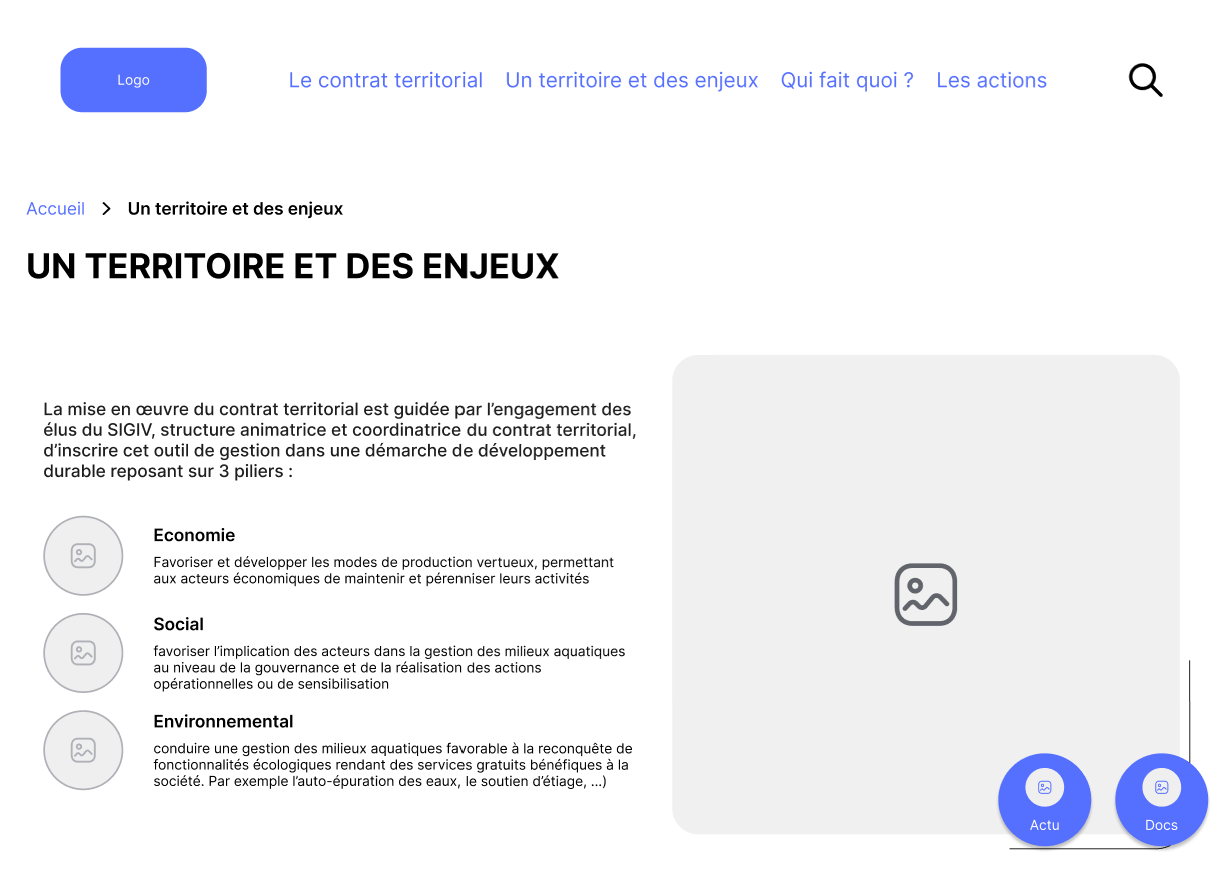 Logo
Le contrat territorial
Un territoire et des enjeux
Qui fait quoi ?
Les actions
Accueil
Un territoire et des enjeux
UN TERRITOIRE ET DES ENJEUX
La mise en œuvre du contrat territorial est guidée par l’engagement des
élus du SIGIV, structure animatrice et coordinatrice du contrat territorial,
d’inscrire cet outil de gestion dans une démarche de développement
durable reposant sur 3 piliers :
Economie
Favoriser et développer les modes de production vertueux, permettant
aux acteurs économiques de maintenir et pérenniser leurs activités
Social
favoriser l’implication des acteurs dans la gestion des milieux aquatiques
au niveau de la gouvernance et de la réalisation des actions
opérationnelles ou de sensibilisation
Environnemental
conduire une gestion des milieux aquatiques favorable à la reconquête de
fonctionnalités écologiques rendant des services gratuits bénéfiques à la
société. Par exemple l’auto-épuration des eaux, le soutien d’étiage, ...)
Actu
Docs